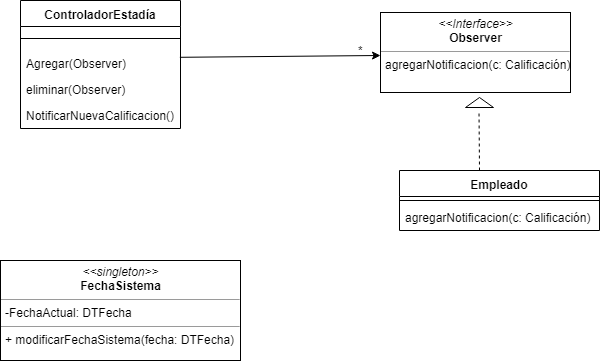 ControladorEstadía
Agregar(Observer)
eliminar(Observer)
NotificarNuevaCalificacion()
*
<<Interface>>
Observer
agregarNotificacion(c: Calificación)
Empleado
agregarNotificacion(c: Calificación)
<<singleton>>
FechaSistema
-FechaActual: DTFecha
+ modificarFechaSistema(fecha: DTFecha)